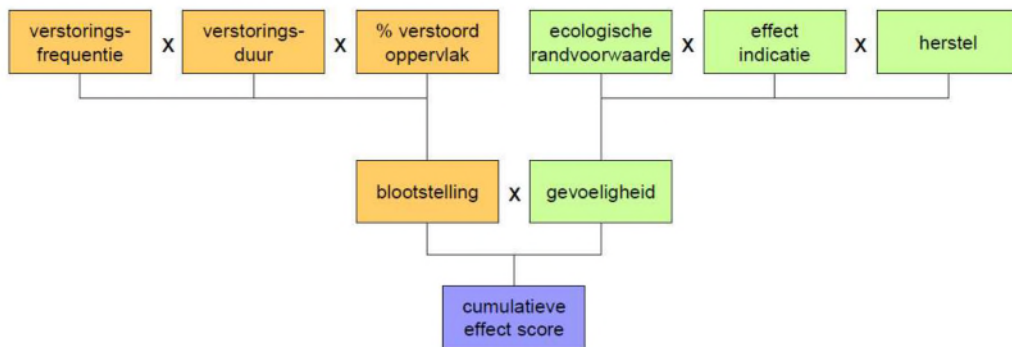 verstorings-
frequentie
X
verstorings-
duur
X
% verstoord
oppervlak
ecologische
randvoorwaarde
X
effect
indicatie
X
herstel
blootstelling
X
gevoeligheid
cumulatieve
effect score